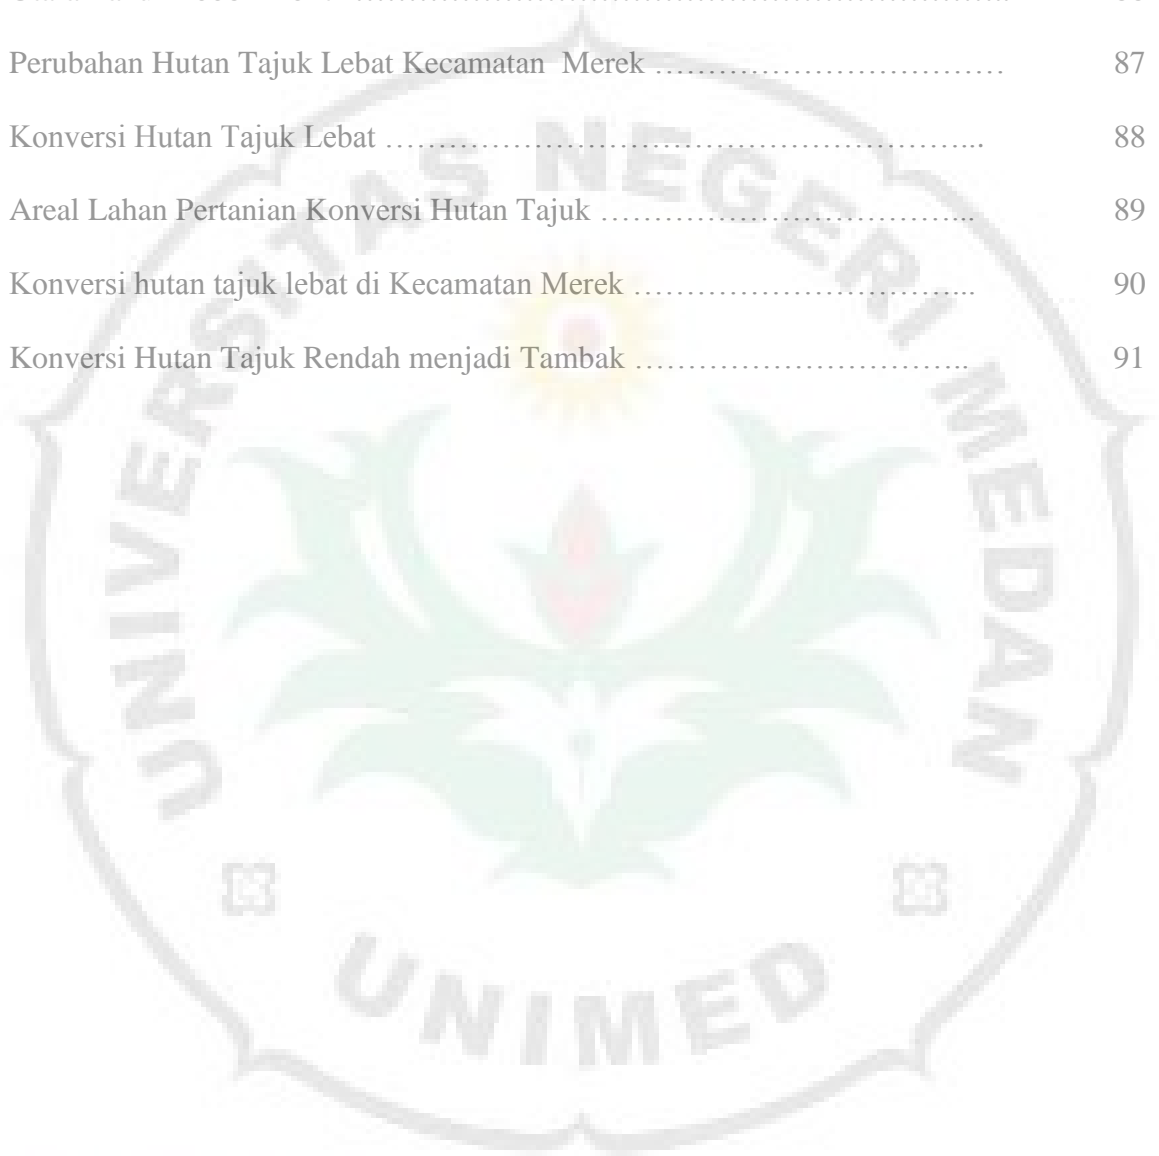 Perubahan Hutan Tajuk Lebat Kecamatan  Merek …………………………… 87
Konversi Hutan Tajuk Lebat ………………………………………………... 88
Areal Lahan Pertanian Konversi Hutan Tajuk …………………………….. 89
Konversi hutan tajuk lebat di Kecamatan Merek ………………………….. 90
Konversi Hutan Tajuk Rendah menjadi Tambak ………………………….. 91
UNIVERSITAS NEGERI MEDAN
UNIMED